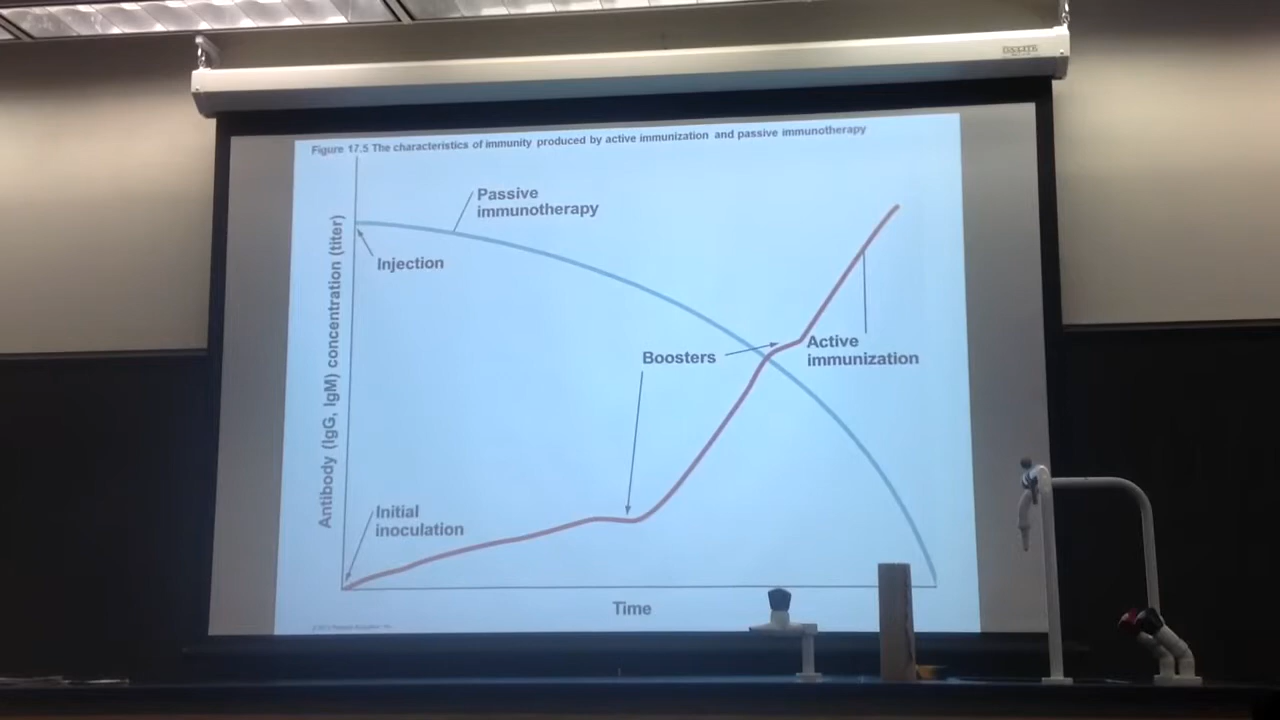 Figure 17.5 The characteristics of immunity produced by active immunization and passive immunotherapy
Passive
immunotherapy
Injection
Antibody (IgG, IgM) concentration (titer)
Boosters
Active
immunization
Initial
inoculation
Time